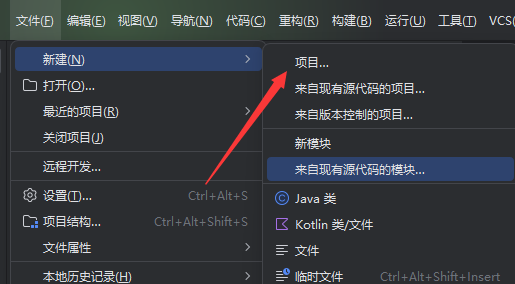 文件(F) 编辑(E) 视图(V) 导航(N) 代码(C) 重构(R) 构建(B) 运行(U) 工具(T) VCS(
新建(N)
打开(O)...
最近的项目(R)
关闭项目(J)
远程开发...
设置(T)... Ctrl+Alt+S
项目结构... Ctrl+Alt+Shift+S
文件属性
本地历史记录(H)
项目...
来自现有源代码的项目...
来自版本控制的项目...
新模块
来自现有源代码的模块...
Java 类
Kotlin 类/文件
文件
临时文件 Ctrl+Alt+Shift+Insert